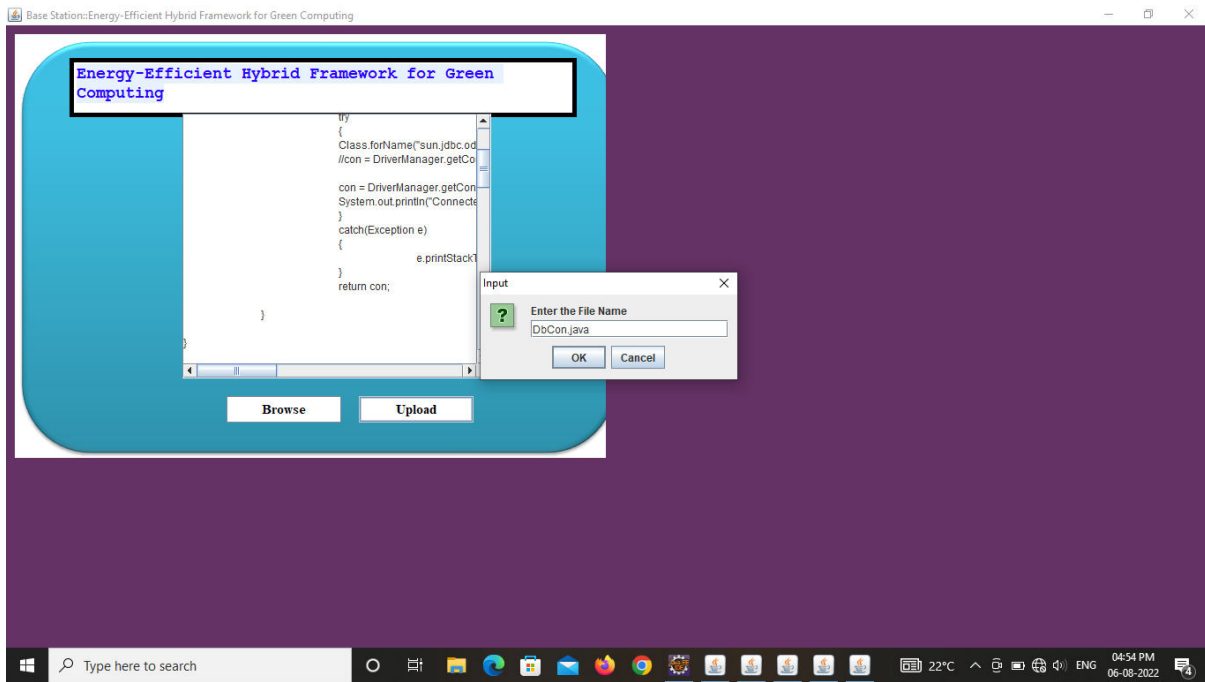 Base Station::Energy-Efficient Hybrid Framework for Green Computing
Energy-Efficient Hybrid Framework for Green
Computing
try
{
Class.forName("sun.jdbc.od
//con = DriverManager.getCo
con = DriverManager.getCon
System.out.println("Connecte
}
catch(Exception e)
{
e.printStackT
}
return con;
}
}
Input
Enter the File Name
DbCon.java
OK Cancel
Browse Upload
Type here to search
22°C
ENG
04:54 PM
06-08-2022
4